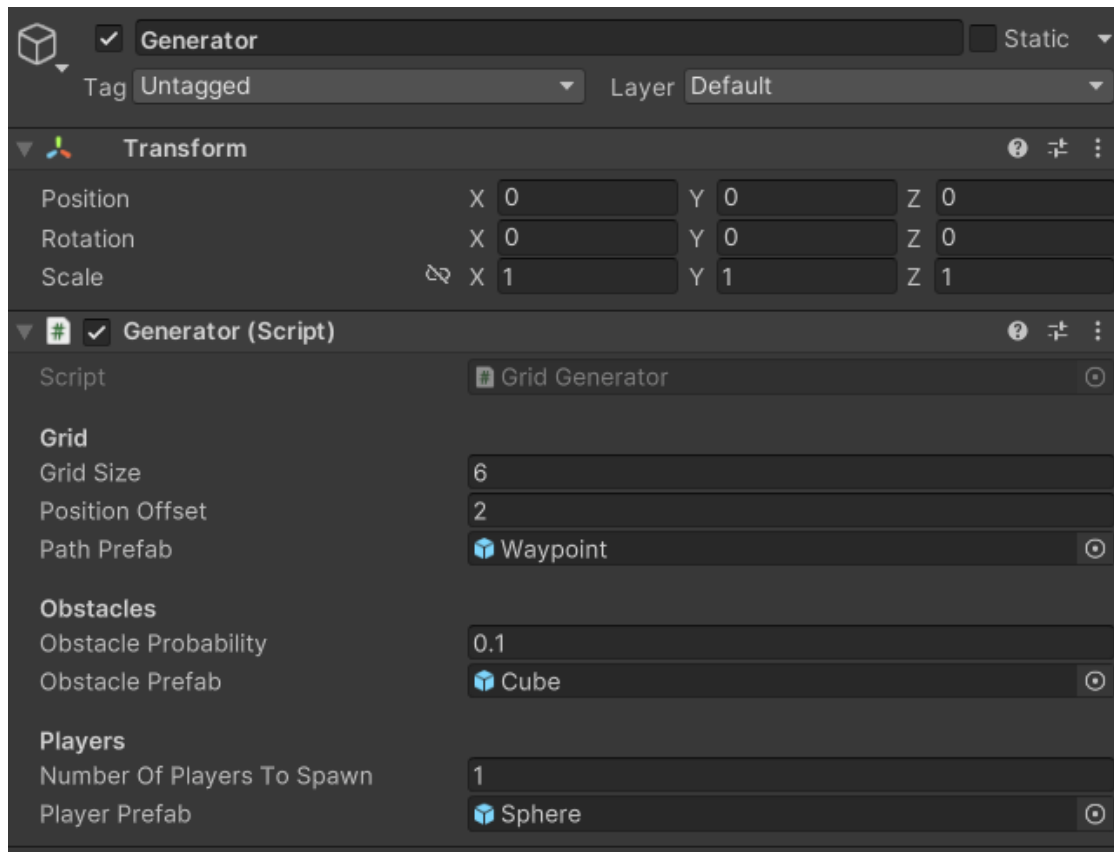 Generator Static
Tag Untagged Layer Default
Transform
Position X 0 Y 0 Z 0
Rotation X 0 Y 0 Z 0
Scale X 1 Y 1 Z 1
# Generator (Script)
Script # Grid Generator
Grid
Grid Size 6
Position Offset 2
Path Prefab Waypoint
Obstacles
Obstacle Probability 0.1
Obstacle Prefab Cube
Players
Number Of Players To Spawn 1
Player Prefab Sphere